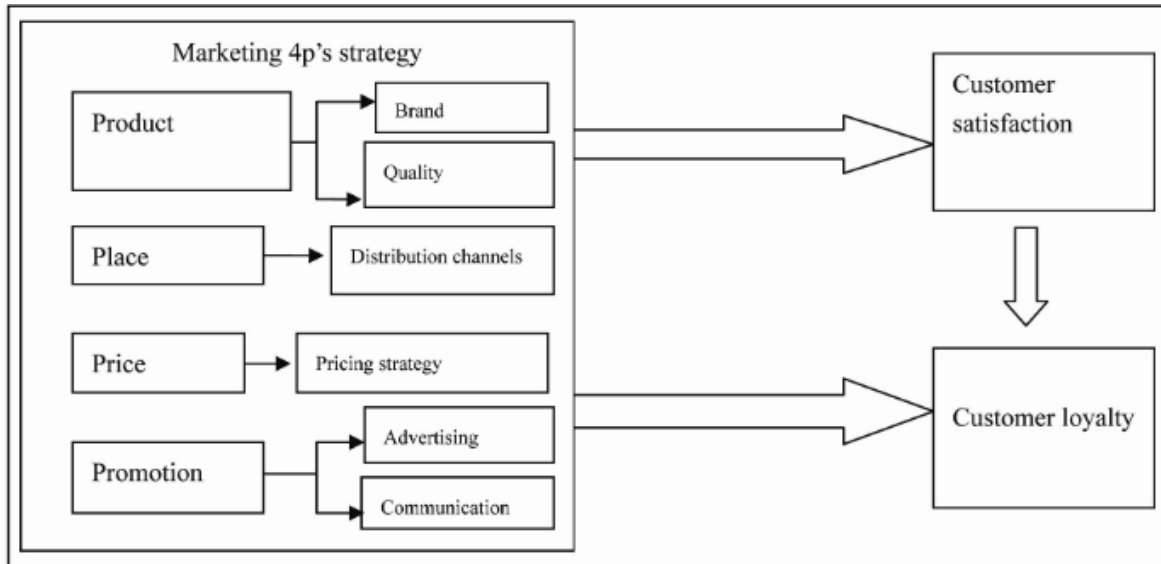 Marketing 4p's strategy
Product
Brand
Quality
Place
Distribution channels
Price
Pricing strategy
Promotion
Advertising
Communication
Customer
satisfaction
Customer loyalty